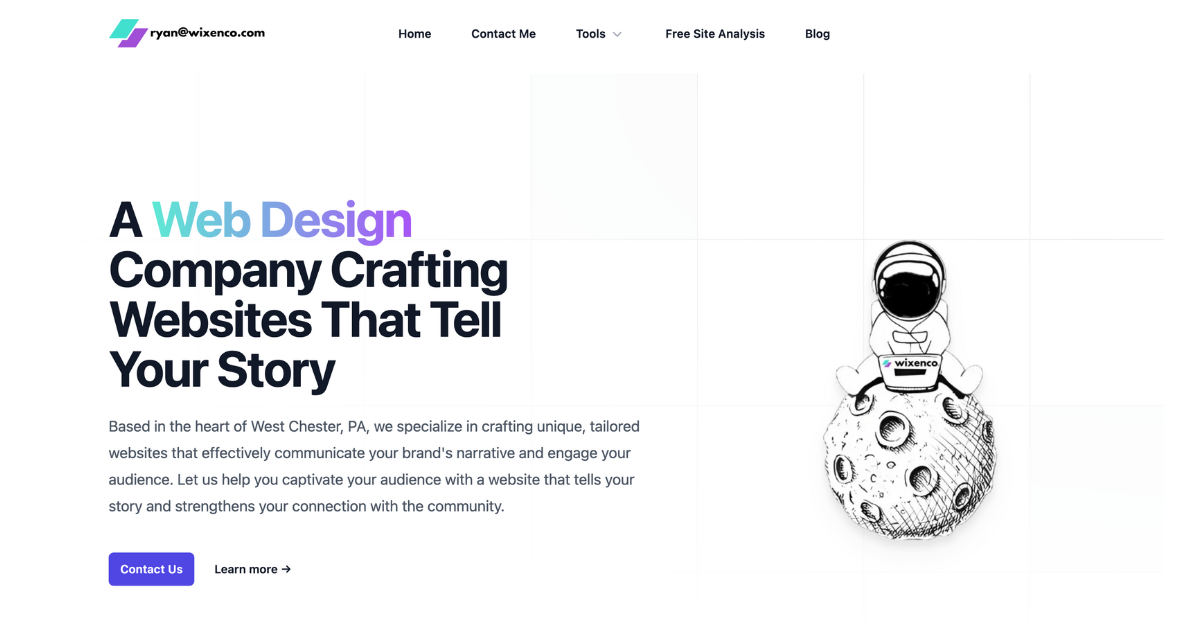 ryan@wixenco.com
Home
Contact Me
Tools
Free Site Analysis
Blog
A Web Design
Company Crafting
Websites That Tell
Your Story
Based in the heart of West Chester, PA, we specialize in crafting unique, tailored
websites that effectively communicate your brand's narrative and engage your
audience. Let us help you captivate your audience with a website that tells your
story and strengthens your connection with the community.
Contact Us
Learn more →
wixenco